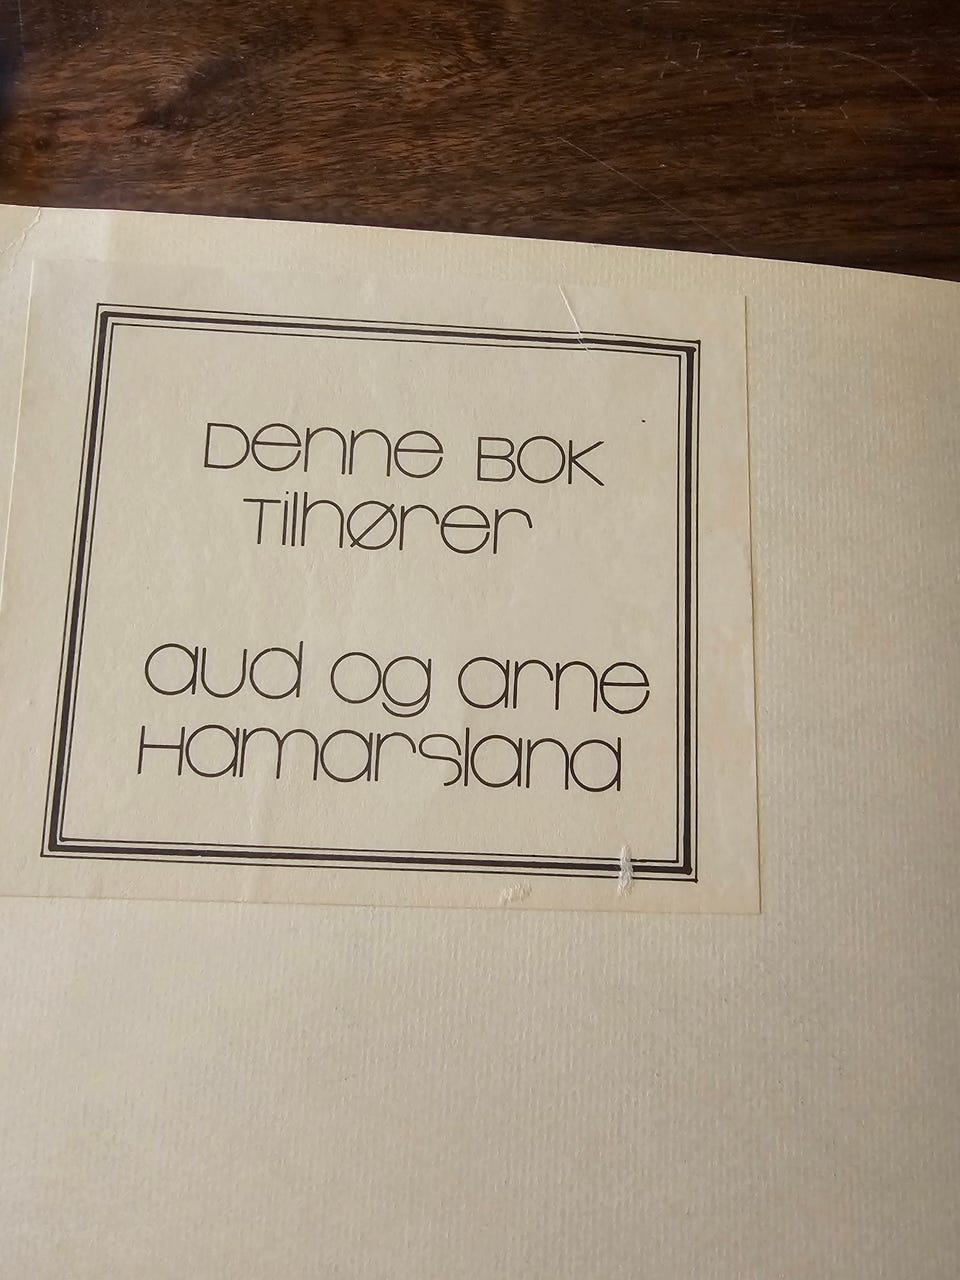 Denne BOK
Tilhører
aud og arne
Hamarsland